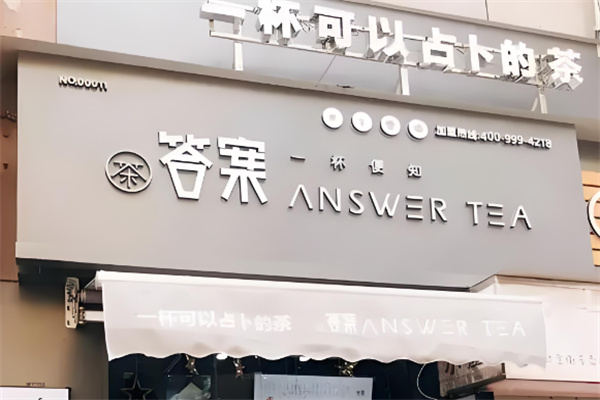 一杯可以占卜的茶
NO.00011
加盟热线:400-999-4218
茶
答案
一杯便知
ANSWER TEA
一杯可以占卜的茶 答案 ANSWER TEA